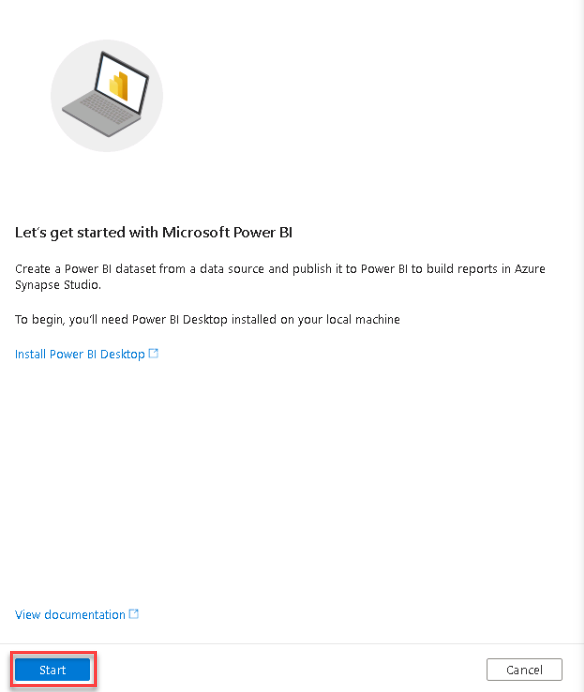 Let's get started with Microsoft Power BI
Create a Power BI dataset from a data source and publish it to Power BI to build reports in Azure
Synapse Studio.
To begin, you'll need Power BI Desktop installed on your local machine
Install Power BI Desktop
View documentation
Start
Cancel